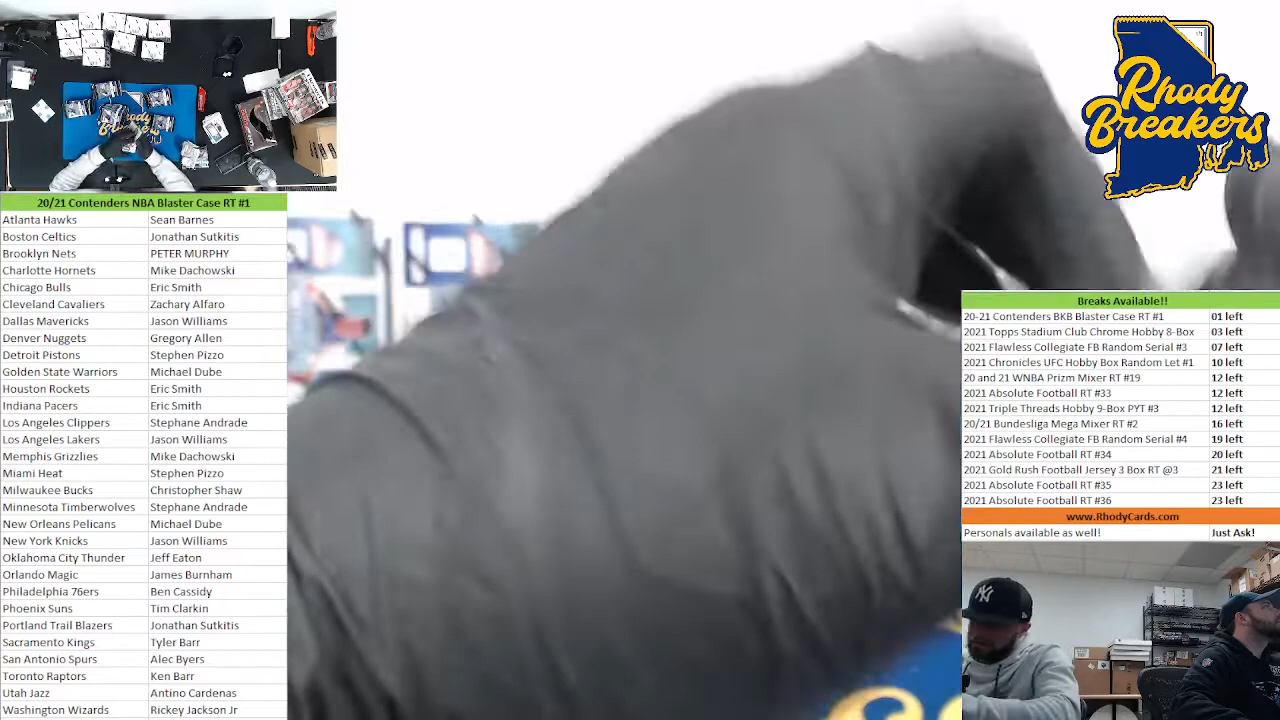 Rhody
Breakers
20/21 Contenders NBA Blaster Case RT #1
Atlanta Hawks Sean Barnes
Boston Celtics Jonathan Sutkitis
Brooklyn Nets PETER MURPHY
Charlotte Hornets Mike Dachowski
Chicago Bulls Eric Smith
Cleveland Cavaliers Zachary Alfaro
Dallas Mavericks Jason Williams
Denver Nuggets Gregory Allen
Detroit Pistons Stephen Pizzo
Golden State Warriors Michael Dube
Houston Rockets Eric Smith
Indiana Pacers Eric Smith
Los Angeles Clippers Stephane Andrade
Los Angeles Lakers Jason Williams
Memphis Grizzlies Mike Dachowski
Miami Heat Stephen Pizzo
Milwaukee Bucks Christopher Shaw
Minnesota Timberwolves Stephane Andrade
New Orleans Pelicans Michael Dube
New York Knicks Jason Williams
Oklahoma City Thunder Jeff Eaton
Orlando Magic James Burnham
Philadelphia 76ers Ben Cassidy
Phoenix Suns Tim Clarkin
Portland Trail Blazers Jonathan Sutkitis
Sacramento Kings Tyler Barr
San Antonio Spurs Alec Byers
Toronto Raptors Ken Barr
Utah Jazz Antino Cardenas
Washington Wizards Rickey Jackson Jr
Breaks Available!!
20-21 Contenders BKB Blaster Case RT #1 01 left
2021 Topps Stadium Club Chrome Hobby 8-Box 03 left
2021 Flawless Collegiate FB Random Serial #3 07 left
2021 Chronicles UFC Hobby Box Random Let #1 10 left
20 and 21 WNBA Prizm Mixer RT #19 12 left
2021 Absolute Football RT #33 12 left
2021 Triple Threads Hobby 9-Box PYT #3 12 left
20/21 Bundesliga Mega Mixer RT #2 16 left
2021 Flawless Collegiate FB Random Serial #4 19 left
2021 Absolute Football RT #34 20 left
2021 Gold Rush Football Jersey 3 Box RT @3 21 left
2021 Absolute Football RT #35 23 left
2021 Absolute Football RT #36 23 left
www.RhodyCards.com
Personals available as well! Just Ask!